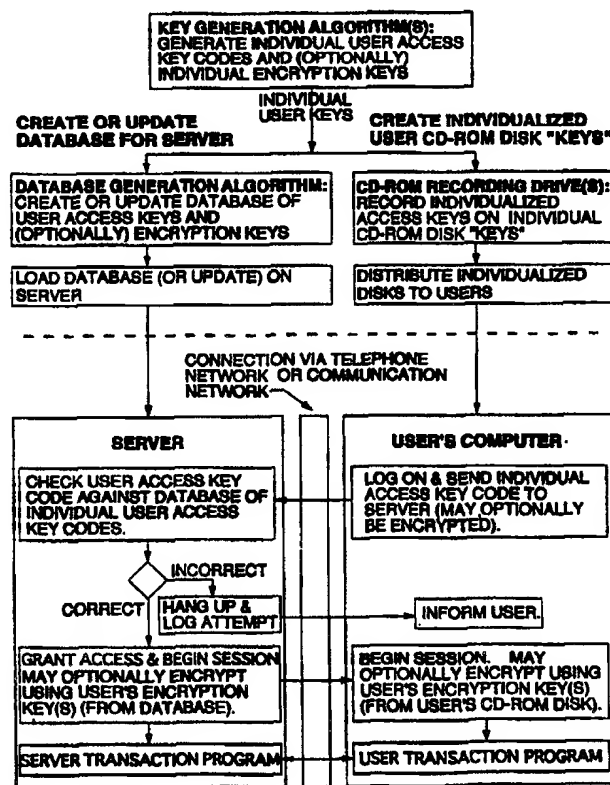 KEY GENERATION ALGORITHM(S):
GENERATE INDIVIDUAL USER ACCESS
KEY CODES AND (OPTIONALLY)
INDIVIDUAL ENCRYPTION KEYS
INDIVIDUAL
USER KEYS
CREATE OR UPDATE
DATABASE FOR SERVER
CREATE INDIVIDUALIZED
USER CD-ROM DISK "KEYS"
DATABASE GENERATION ALGORITHM:
CREATE OR UPDATE DATABASE OF
USER ACCESS KEYS AND
(OPTIONALLY) ENCRYPTION KEYS
CD-ROM RECORDING DRIVE(S):
RECORD INDIVIDUALIZED
ACCESS KEYS ON INDIVIDUAL
CD-ROM DISK "KEYS"
LOAD DATABASE (OR UPDATE) ON
SERVER
DISTRIBUTE INDIVIDUALIZED
DISKS TO USERS
CONNECTION VIA TELEPHONE
NETWORK OR COMMUNICATION
NETWORK
SERVER
USER'S COMPUTER
CHECK USER ACCESS KEY
CODE AGAINST DATABASE OF
INDIVIDUAL USER ACCESS
KEY CODES.
LOG ON & SEND INDIVIDUAL
ACCESS KEY CODE TO
SERVER (MAY OPTIONALLY
BE ENCRYPTED).
INCORRECT
CORRECT
HANG UP &
LOG ATTEMPT
INFORM USER.
GRANT ACCESS & BEGIN SESSION
MAY OPTIONALLY ENCRYPT
USING USER'S ENCRYPTION
KEY(S) (FROM DATABASE).
BEGIN SESSION. MAY
OPTIONALLY ENCRYPT USING
USER'S ENCRYPTION KEY(S)
(FROM USER'S CD-ROM DISK).
SERVER TRANSACTION PROGRAM
USER TRANSACTION PROGRAM